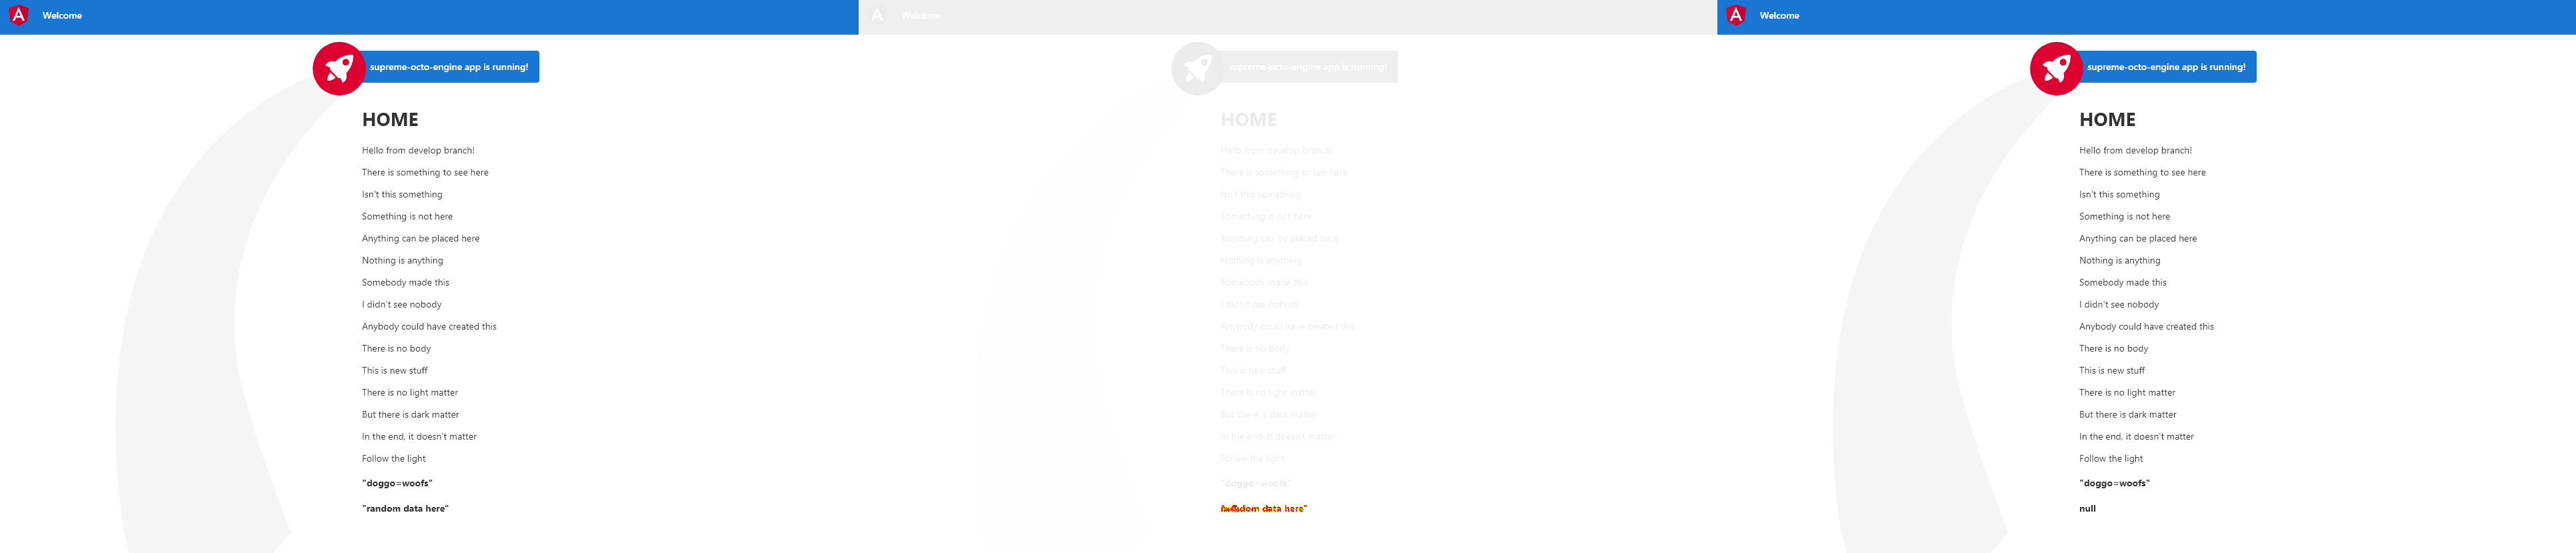 Welcome
supreme-octo-engine app is running!
HOME
Hello from develop branch!
There is something to see here
Isn't this something
Something is not here
Anything can be placed here
Nothing is anything
Somebody made this
I didn't see nobody
Anybody could have created this
There is no body
This is new stuff
There is no light matter
But there is dark matter
In the end, it doesn't matter
Follow the light
"doggo=woofs"
"random data here"
Welcome
supreme-octo-engine app is running!
HOME
Hello from develop branch!
There is something to see here
Isn't this something
Something is not here
Anything can be placed here
Nothing is anything
Somebody made this
I didn't see nobody
Anybody could have created this
There is no body
This is new stuff
There is no light matter
But there is dark matter
In the end, it doesn't matter
Follow the light
"doggo=woofs"
data here"
Welcome
supreme-octo-engine app is running!
HOME
Hello from develop branch!
There is something to see here
Isn't this something
Something is not here
Anything can be placed here
Nothing is anything
Somebody made this
I didn't see nobody
Anybody could have created this
There is no body
This is new stuff
There is no light matter
But there is dark matter
In the end, it doesn't matter
Follow the light
"doggo=woofs"
null